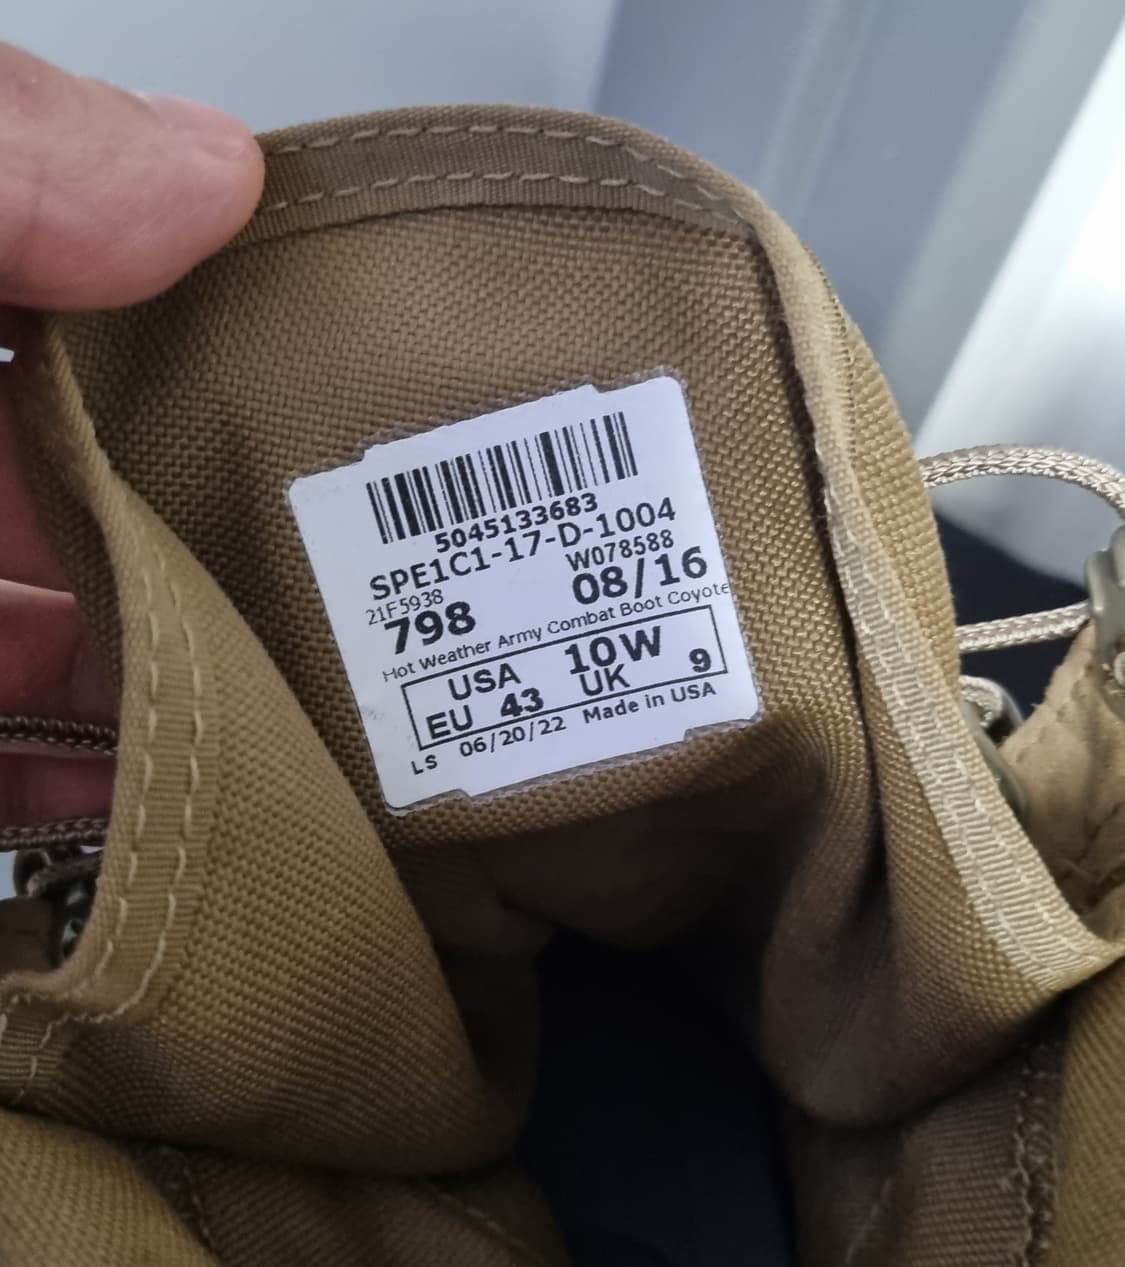 5045133683
SPE1C1-17-D-1004
21F5938 W078588
798 08/16
Hot Weather Army Combat Boot Coyote
USA 10W
EU 43 UK 9
LS 06/20/22 Made in USA